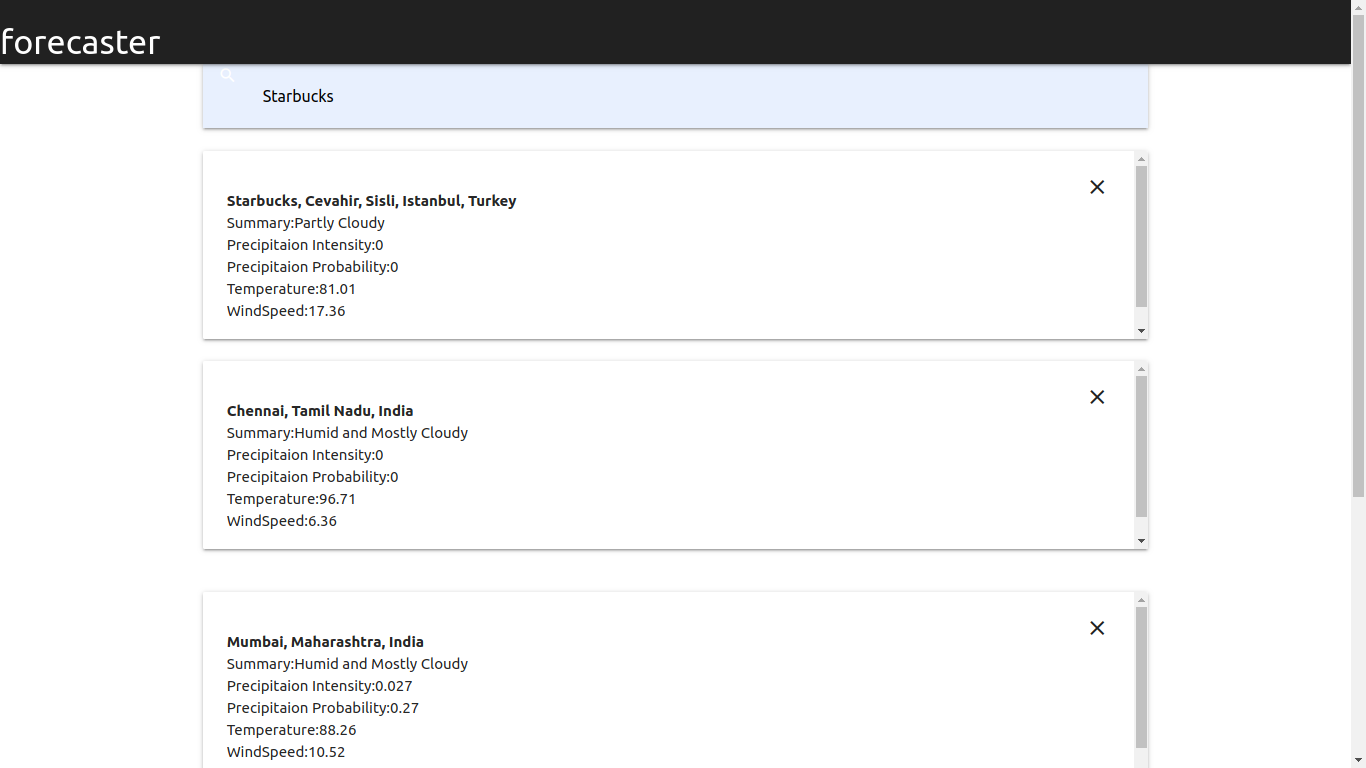 forecaster
Starbucks
Starbucks, Cevahir, Sisli, Istanbul, Turkey
Summary:Partly Cloudy
Precipitaion Intensity:0
Precipitaion Probability:0
Temperature:81.01
WindSpeed:17.36
Chennai, Tamil Nadu, India
Summary:Humid and Mostly Cloudy
Precipitaion Intensity:0
Precipitaion Probability:0
Temperature:96.71
WindSpeed:6.36
Mumbai, Maharashtra, India
Summary:Humid and Mostly Cloudy
Precipitaion Intensity:0.027
Precipitaion Probability:0.27
Temperature:88.26
WindSpeed:10.52